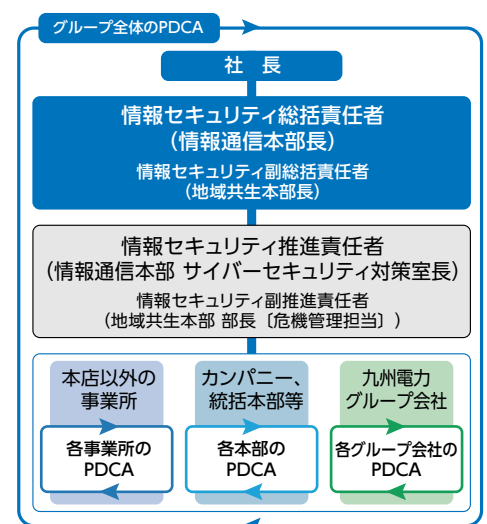 グループ全体のPDCA
社 長
情報セキュリティ総括責任者
（情報通信本部長）
情報セキュリティ副総括責任者
（地域共生本部長）
情報セキュリティ推進責任者
（情報通信本部 サイバーセキュリティ対策室長）
情報セキュリティ副推進責任者
（地域共生本部 部長〔危機管理担当〕）
本店以外の
事業所
各事業所の
PDCA
カンパニー、
統括本部等
各本部の
PDCA
九州電力
グループ会社
各グループ会社の
PDCA